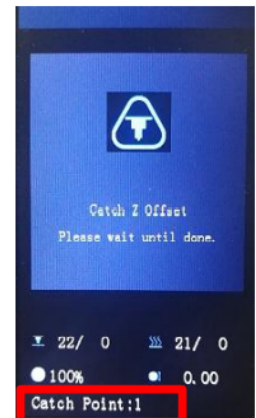 Catch Z Offset
Please wait until done.
22/ 0 21/ 0
100% 0.00
Catch Point:1